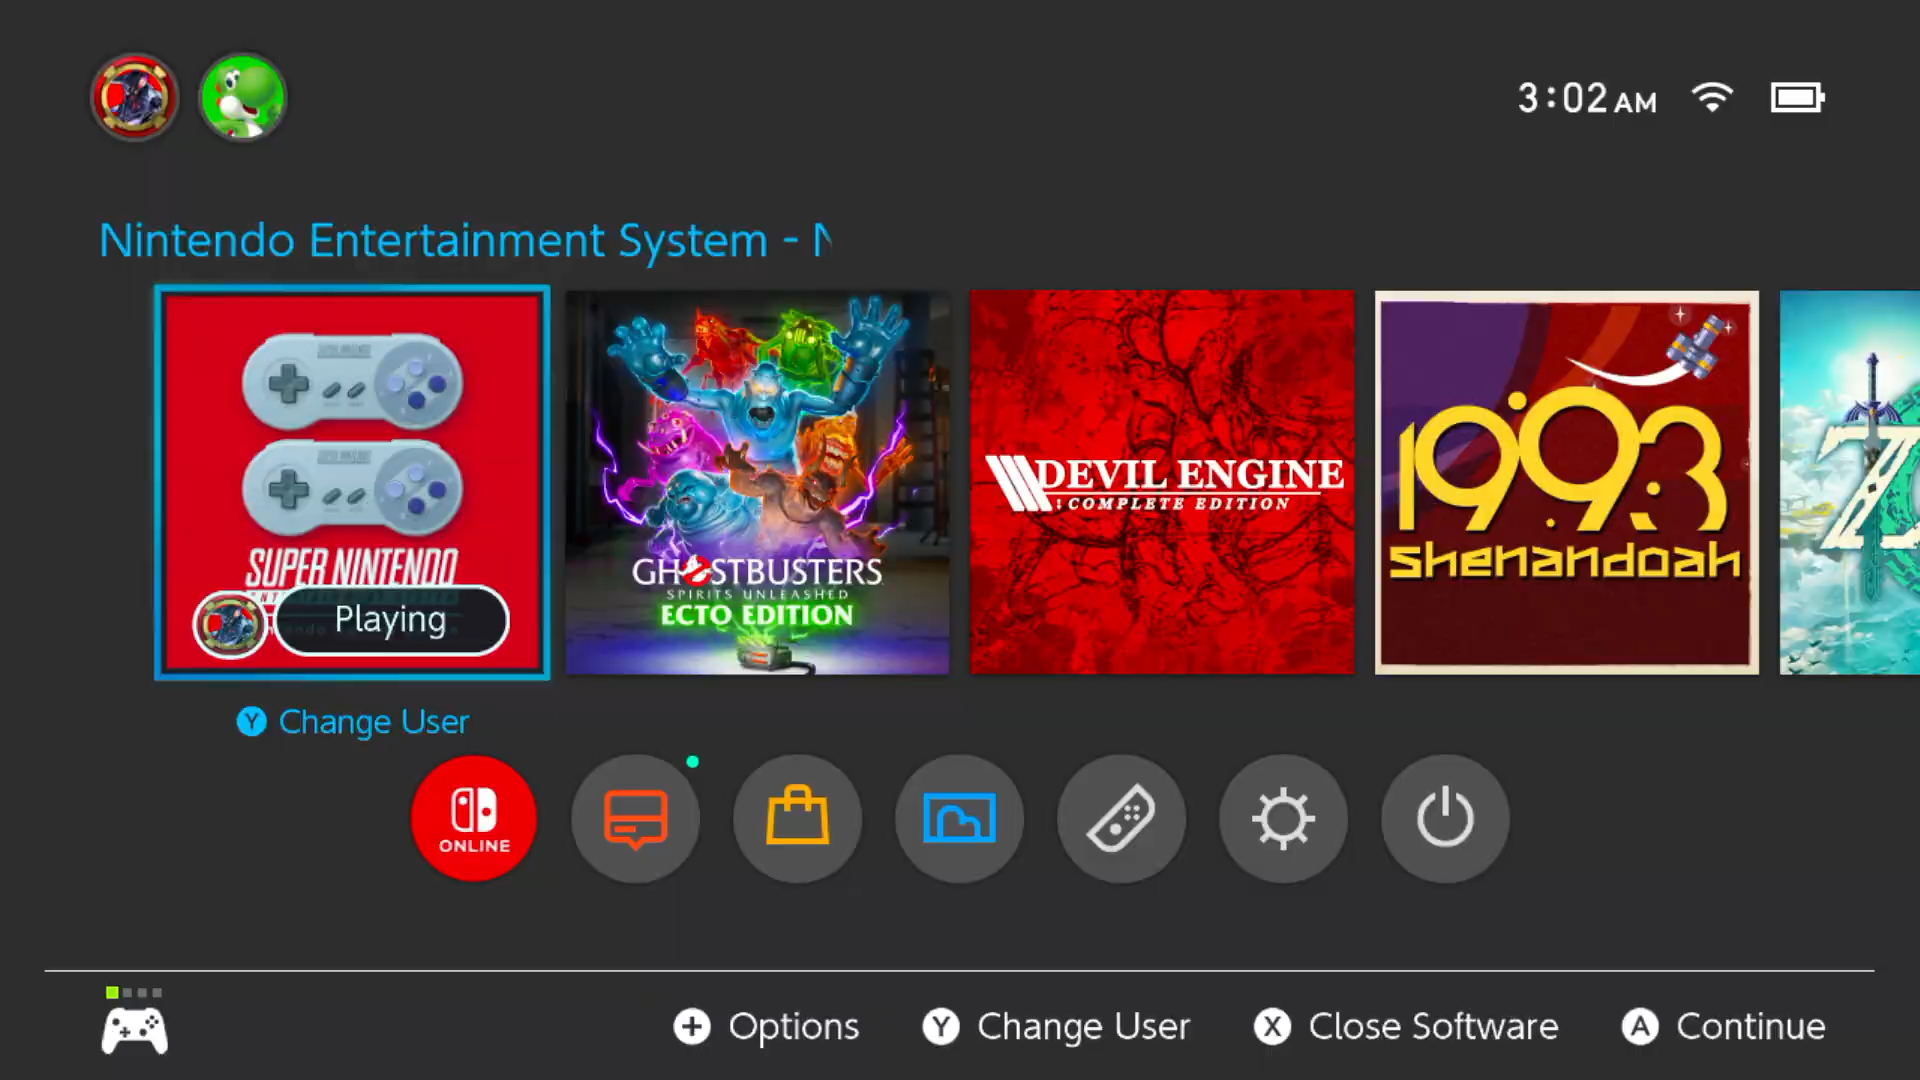 3:02 AM
Nintendo Entertainment System -
SUPER NINTENDO
Playing
GHOSTBUSTERS
SPIRITS UNLEASHED
ECTO EDITION
DEVIL ENGINE
: COMPLETE EDITION
1993
shenandoah
Y Change User
ONLINE
+ Options
Y Change User
X Close Software
A Continue